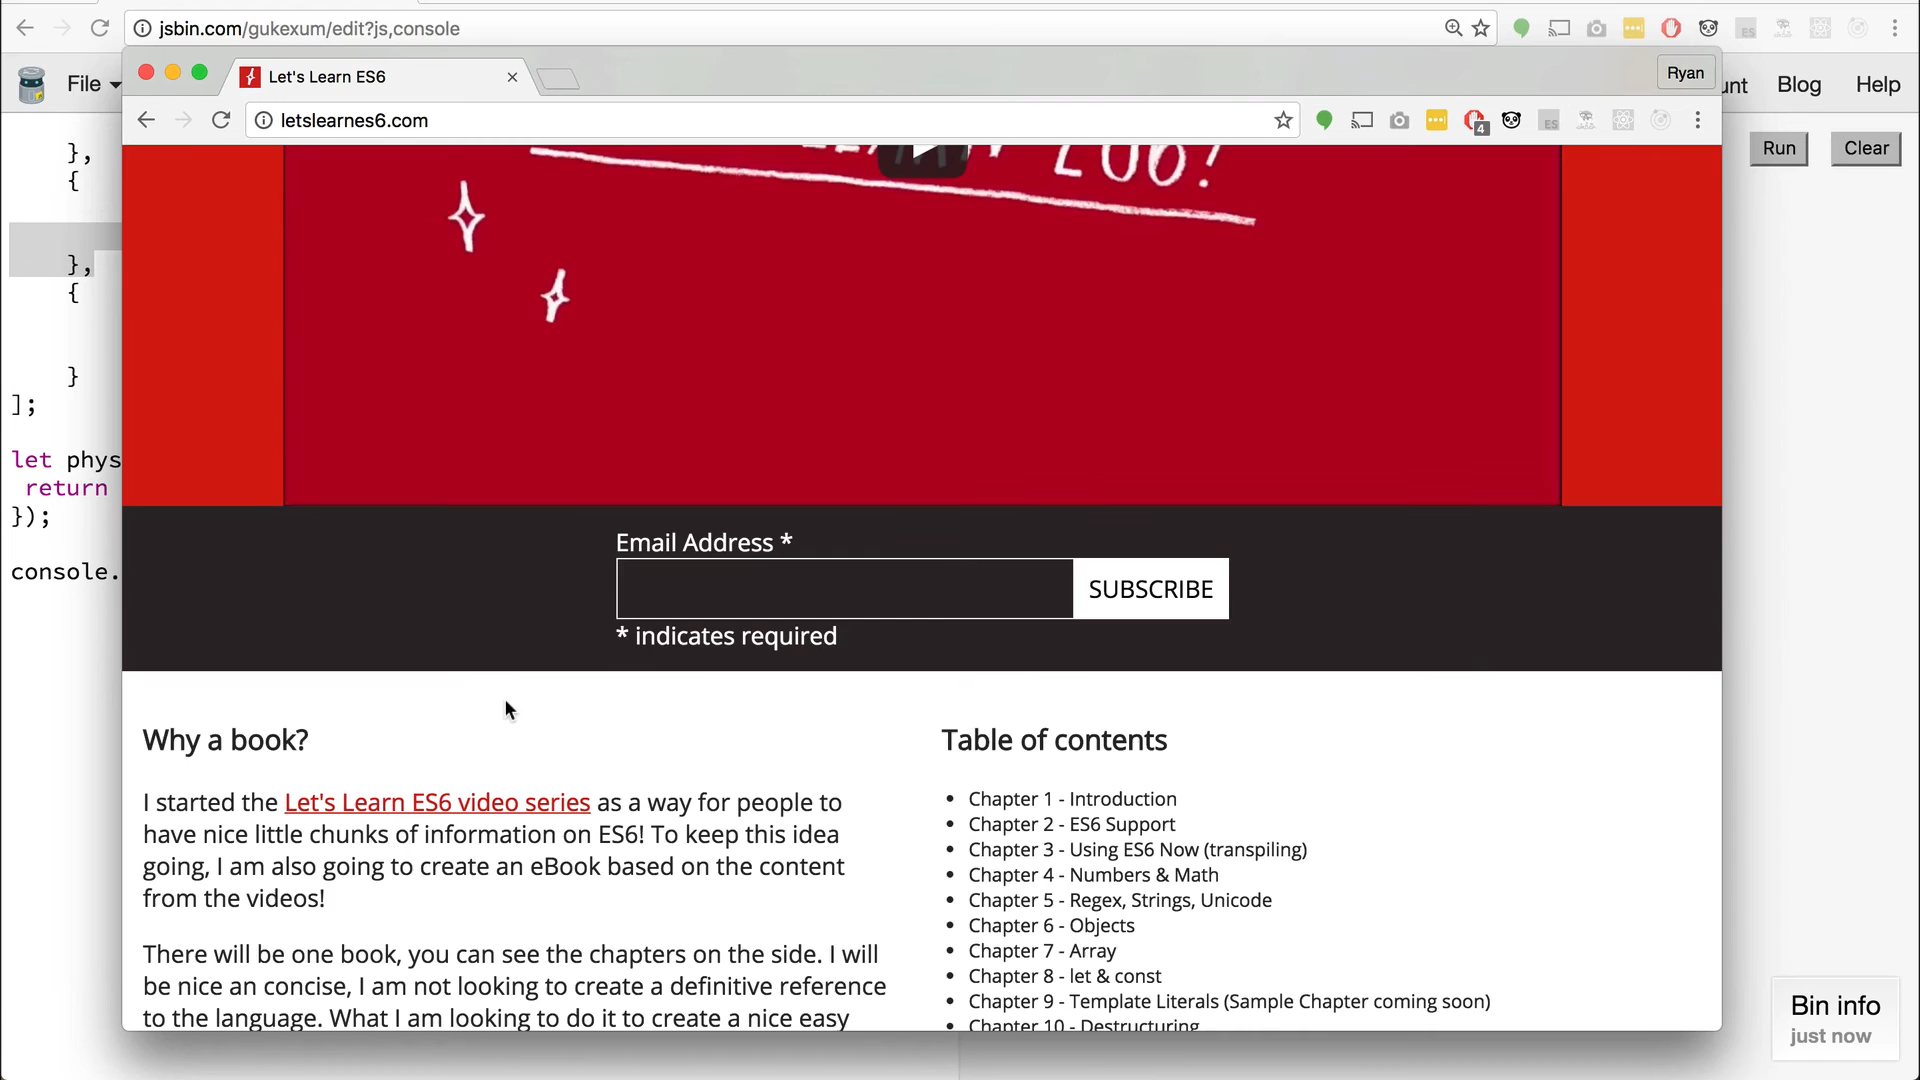 jsbin.com/gukexum/edit?js,console
File
Blog
Help
Let's Learn ES6
Ryan
letslearnes6.com
4
ES
ES
Run
Clear
},
{
},
{
}
];
let phys
return
});
console.
ES6!
Email Address *
SUBSCRIBE
* indicates required
Why a book?
I started the Let's Learn ES6 video series as a way for people to
have nice little chunks of information on ES6! To keep this idea
going, I am also going to create an eBook based on the content
from the videos!
There will be one book, you can see the chapters on the side. I will
be nice an concise, I am not looking to create a definitive reference
to the language. What I am looking to do it to create a nice easy
Table of contents
• Chapter 1 - Introduction
• Chapter 2 - ES6 Support
• Chapter 3 - Using ES6 Now (transpiling)
• Chapter 4 - Numbers & Math
• Chapter 5 - Regex, Strings, Unicode
• Chapter 6 - Objects
• Chapter 7 - Array
• Chapter 8 - let & const
• Chapter 9 - Template Literals (Sample Chapter coming soon)
• Chapter 10 - Destructuring
Bin info
just now